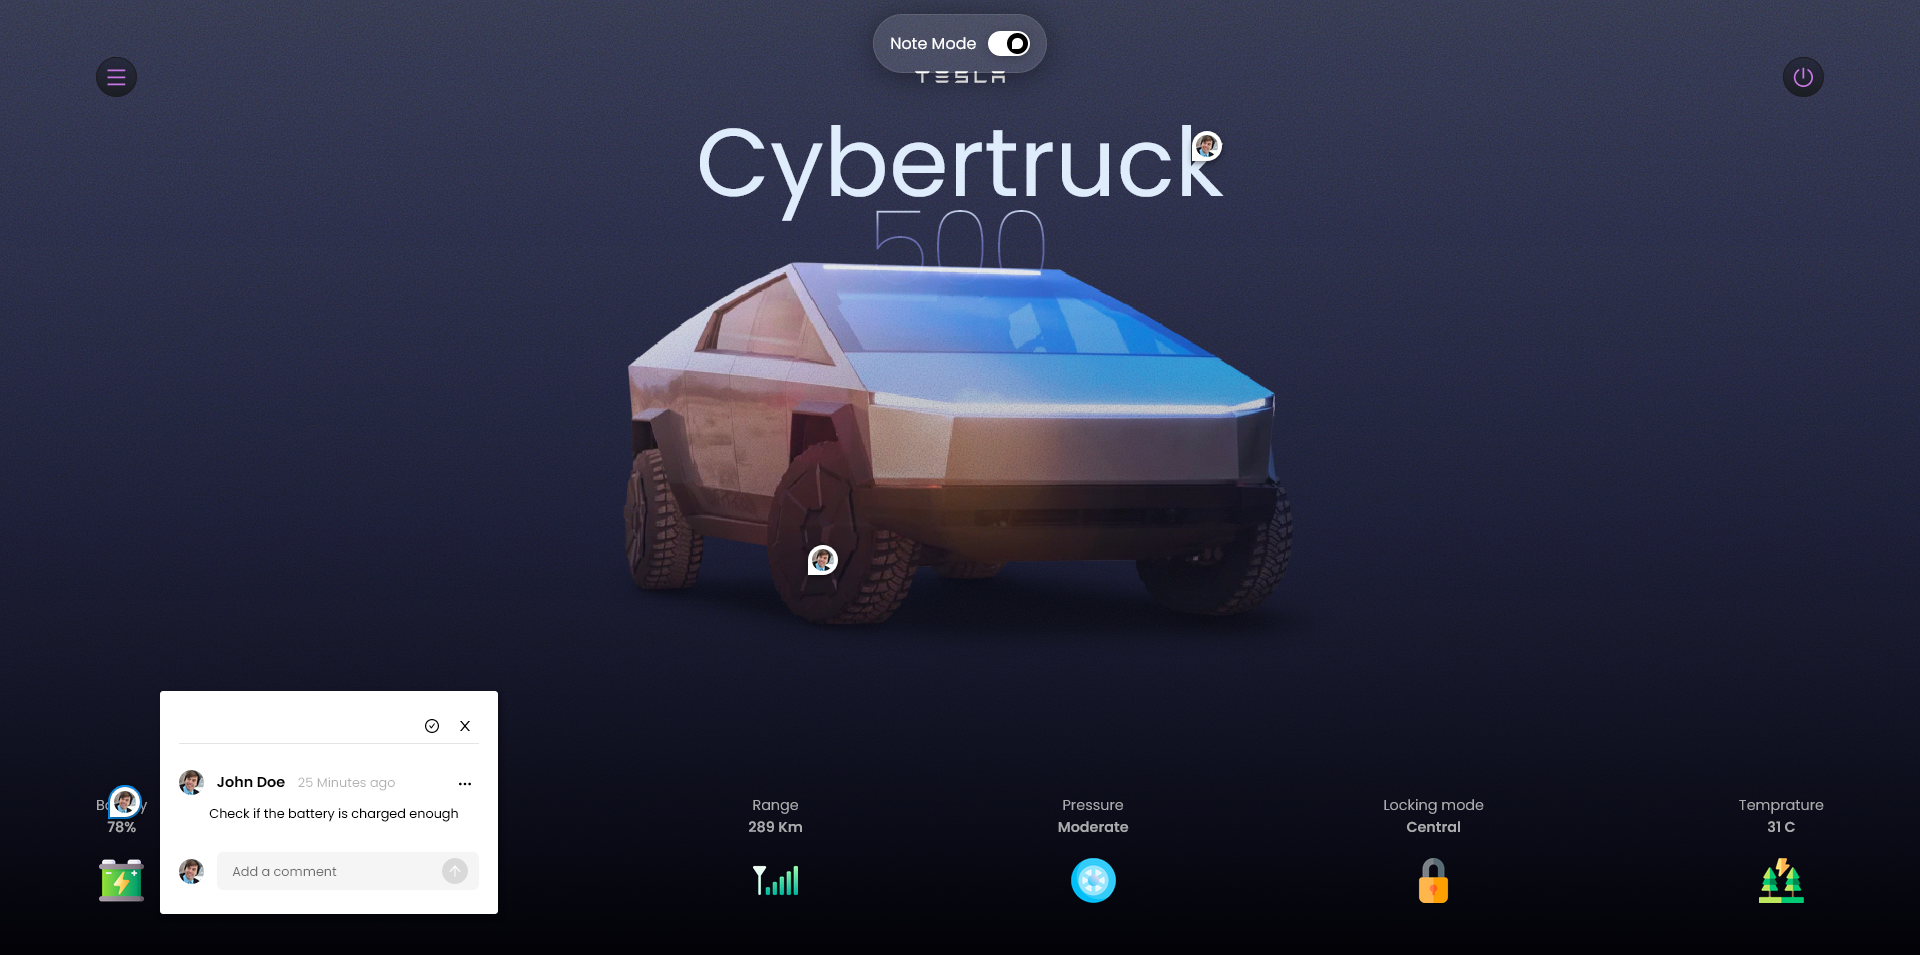 Note Mode
TESLA
Cybertruck
500
John Doe 25 Minutes ago
Check if the battery is charged enough
Add a comment
78%
Range
289 Km
Pressure
Moderate
Locking mode
Central
Temprature
31 C